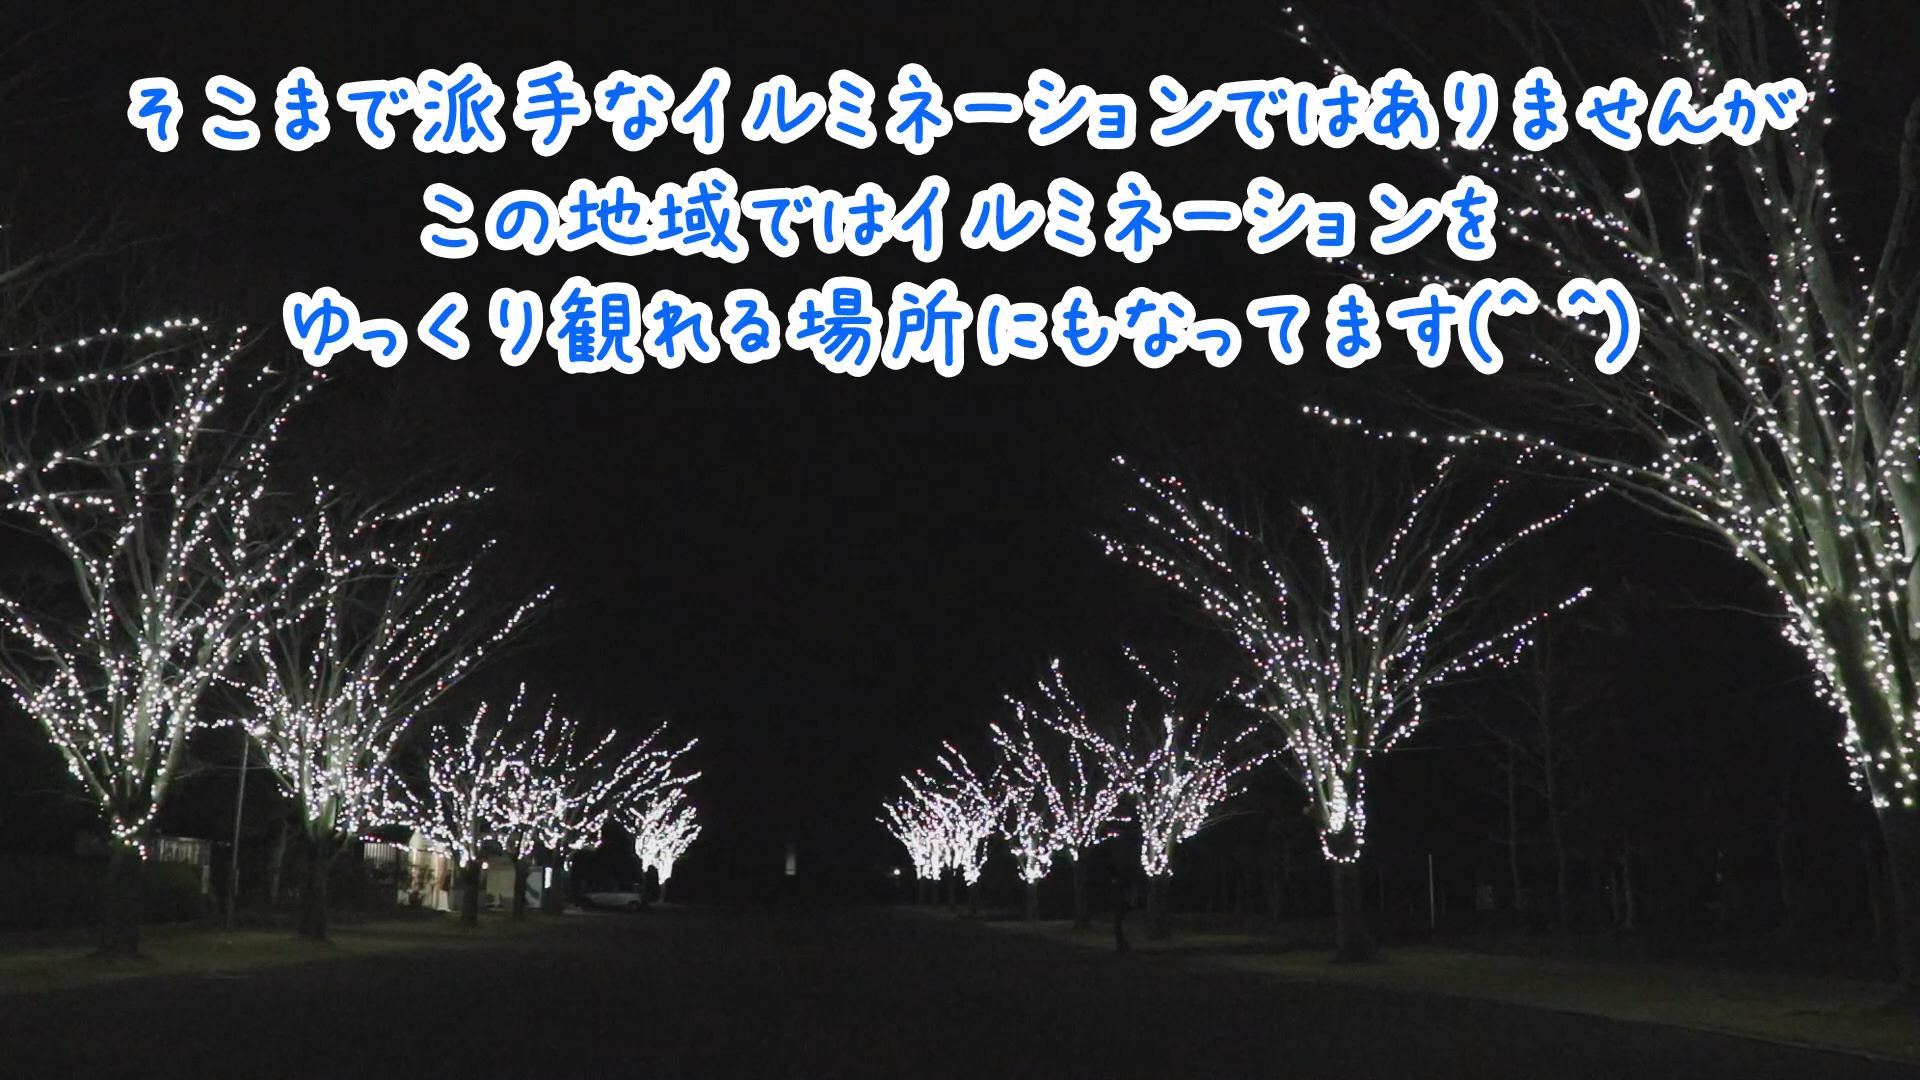 そこまで派手なイルミネーションではありませんが
この地域ではイルミネーションを
ゆっくり観れる場所にもなってます(^ ^)